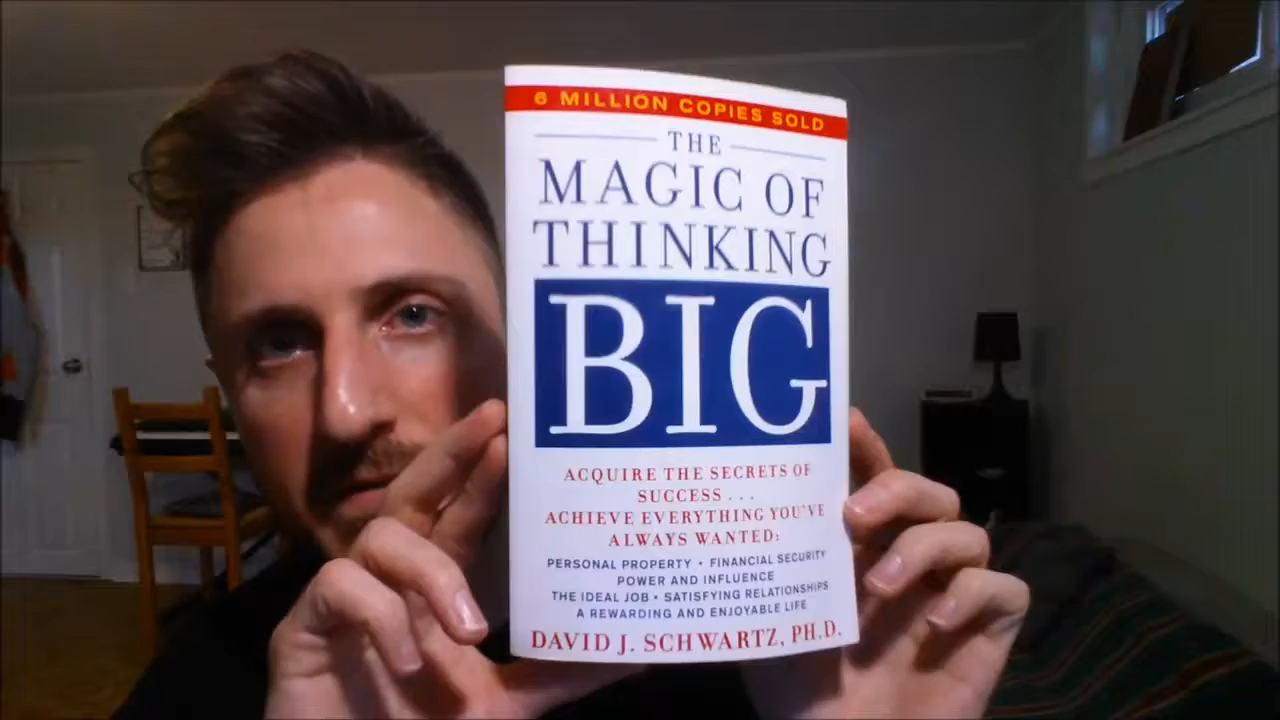 6 MILLION COPIES SOLD
THE
MAGIC OF
THINKING
BIG
ACQUIRE THE SECRETS OF
SUCCESS . . .
ACHIEVE EVERYTHING YOU'VE
ALWAYS WANTED:
PERSONAL PROPERTY • FINANCIAL SECURITY
POWER AND INFLUENCE
THE IDEAL JOB • SATISFYING RELATIONSHIPS
A REWARDING AND ENJOYABLE LIFE
DAVID J. SCHWARTZ, PH.D.